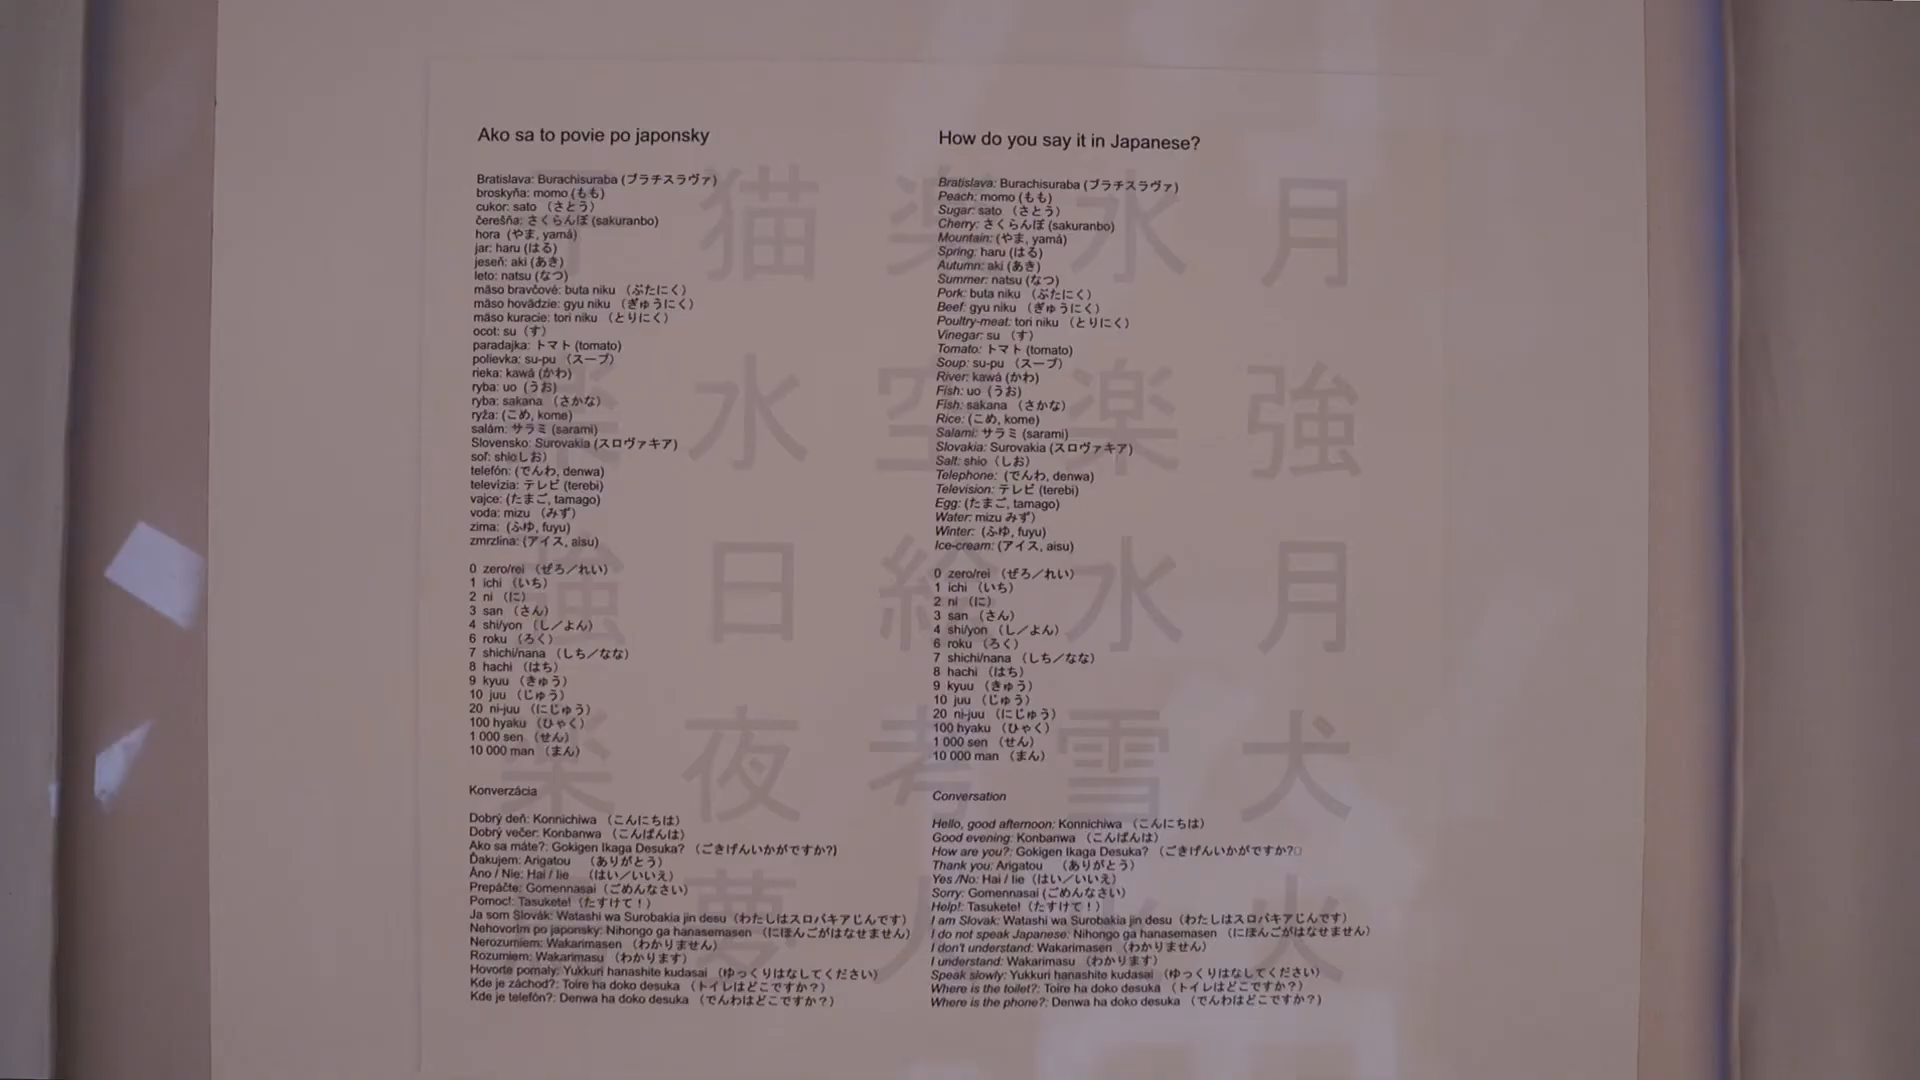 Ako sa to povie po japonsky
Bratislava: Burachisuraba (ブラチスラヴァ)
broskyňa: momo (もも)
cukor: sato （さとう）
čerešňa: さくらんぼ (sakuranbo)
hora (やま, yamá)
jar: haru (はる)
jeseň: aki (あき)
leto: natsu (なつ)
mäso bravčové: buta niku （ぶたにく）
mäso hovädzie: gyu niku （ぎゅうにく）
mäso kuracie: tori niku （とりにく）
ocot: su （す）
paradajka: トマト (tomato)
polievka: su-pu （スープ）
rieka: kawá (かわ)
ryba: uo （うお）
ryba: sakana （さかな）
ryža: (こめ, kome)
salám: サラミ (sarami)
Slovensko: Surovakia (スロヴァキア)
soľ: shioしお）
telefón: (でんわ, denwa)
televízia: テレビ (terebi)
vajce: (たまご, tamago)
voda: mizu （みず）
zima: (ふゆ, fuyu)
zmrzlina: (アイス, aisu)
0 zero/rei （ぜろ／れい）
1 ichi （いち）
2 ni （に）
3 san （さん）
4 shi/yon （し／よん）
6 roku （ろく）
7 shichi/nana （しち／なな）
8 hachi （はち）
9 kyuu （きゅう）
10 juu （じゅう）
20 ni-juu （にじゅう）
100 hyaku （ひゃく）
1 000 sen （せん）
10 000 man （まん）
Konverzácia
Dobrý deň: Konnichiwa （こんにちは）
Dobrý večer: Konbanwa （こんばんは）
Ako sa máte?: Gokigen Ikaga Desuka? （ごきげんいかがですか?)
Ďakujem: Arigatou （ありがとう）
Áno / Nie: Hai / Iie （はい／いいえ）
Prepáčte: Gomennasai（ごめんなさい）
Pomoc!: Tasukete!（たすけて！）
Ja som Slovák: Watashi wa Surobakia jin desu（わたしはスロバキアじんです）
Nehovorím po japonsky: Nihongo ga hanasemasen （にほんごがはなせません）
Nerozumiem: Wakarimasen （わかりません）
Rozumiem: Wakarimasu （わかります）
Hovorte pomaly: Yukkuri hanashite kudasai （ゆっくりはなしてください）
Kde je záchod?: Toire ha doko desuka （トイレはどこですか？）
Kde je telefón?: Denwa ha doko desuka （でんわはどこですか？）
How do you say it in Japanese?
Bratislava: Burachisuraba (ブラチスラヴァ)
Peach: momo (もも)
Sugar: sato （さとう）
Cherry: さくらんぼ (sakuranbo)
Mountain: (やま, yamá)
Spring: haru (はる)
Autumn: aki (あき)
Summer: natsu (なつ)
Pork: buta niku （ぶたにく）
Beef: gyu niku （ぎゅうにく）
Poultry-meat: tori niku （とりにく）
Vinegar: su （す）
Tomato: トマト (tomato)
Soup: su-pu （スープ）
River: kawá (かわ)
Fish: uo （うお）
Fish: sakana （さかな）
Rice: (こめ, kome)
Salami: サラミ (sarami)
Slovakia: Surovakia (スロヴァキア)
Salt: shio （しお）
Telephone: (でんわ, denwa)
Television: テレビ (terebi)
Egg: (たまご, tamago)
Water: mizu みず）
Winter: (ふゆ, fuyu)
Ice-cream: (アイス, aisu)
0 zero/rei （ぜろ／れい）
1 ichi （いち）
2 ni （に）
3 san （さん）
4 shi/yon （し／よん）
6 roku （ろく）
7 shichi/nana （しち／なな）
8 hachi （はち）
9 kyuu （きゅう）
10 juu （じゅう）
20 ni-juu （にじゅう）
100 hyaku （ひゃく）
1 000 sen （せん）
10 000 man （まん）
Conversation
Hello, good afternoon: Konnichiwa （こんにちは）
Good evening: Konbanwa （こんばんは）
How are you?: Gokigen Ikaga Desuka? （ごきげんいかがですか?
Thank you: Arigatou （ありがとう）
Yes /No: Hai / Iie （はい／いいえ）
Sorry: Gomennasai (ごめんなさい）
Help!: Tasukete!（たすけて！）
I am Slovak: Watashi wa Surobakia jin desu（わたしはスロバキアじんです）
I do not speak Japanese: Nihongo ga hanasemasen （にほんごがはなせません）
I don't understand: Wakarimasen （わかりません）
I understand: Wakarimasu （わかります）
Speak slowly: Yukkuri hanashite kudasai （ゆっくりはなしてください）
Where is the toilet?: Toire ha doko desuka （トイレはどこですか？）
Where is the phone?: Denwa ha doko desuka （でんわはどこですか？）
猫 楽 水 月
水 空 楽 強
強 日 絵 水 月
楽 夜 考 雪 犬
夢 火